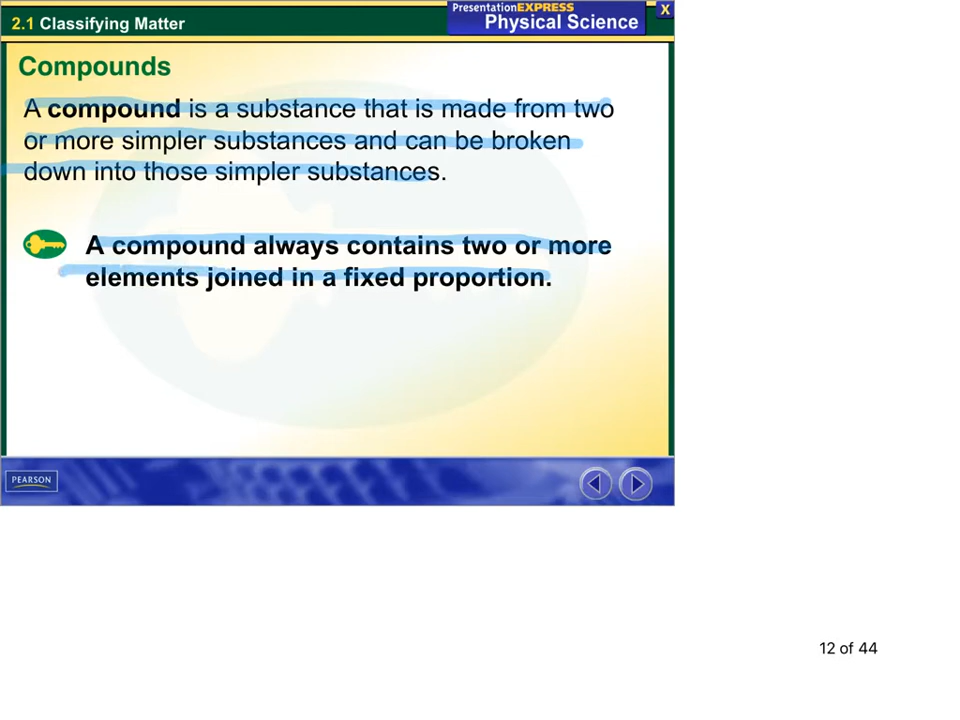 2.1 Classifying Matter
PresentationEXPRESS
Physical Science
X
Compounds
A compound is a substance that is made from two
or more simpler substances and can be broken
down into those simpler substances.
A compound always contains two or more
elements joined in a fixed proportion.
PEARSON
12 of 44